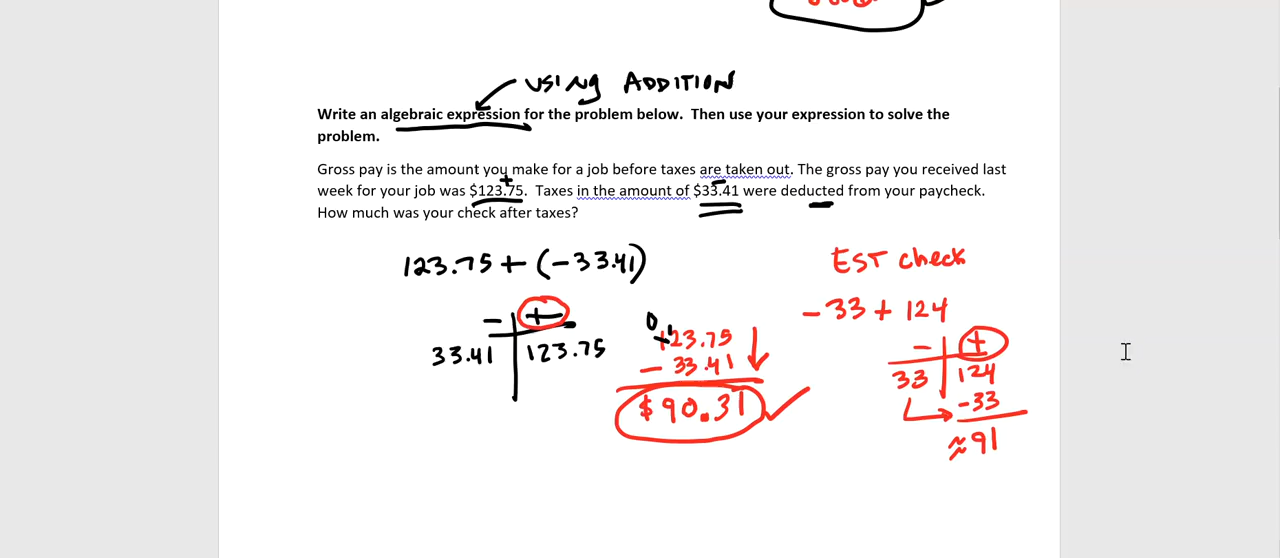 USING ADDITION
Write an algebraic expression for the problem below. Then use your expression to solve the
problem.
Gross pay is the amount you make for a job before taxes are taken out. The gross pay you received last
week for your job was $123.75. Taxes in the amount of $33.41 were deducted from your paycheck.
How much was your check after taxes?
123.75 + (-33.41)
- +
33.41 123.75
0 1
123.75
- 33.41
$90.31
EST check
-33 + 124
- +
33 124
-33
≈91